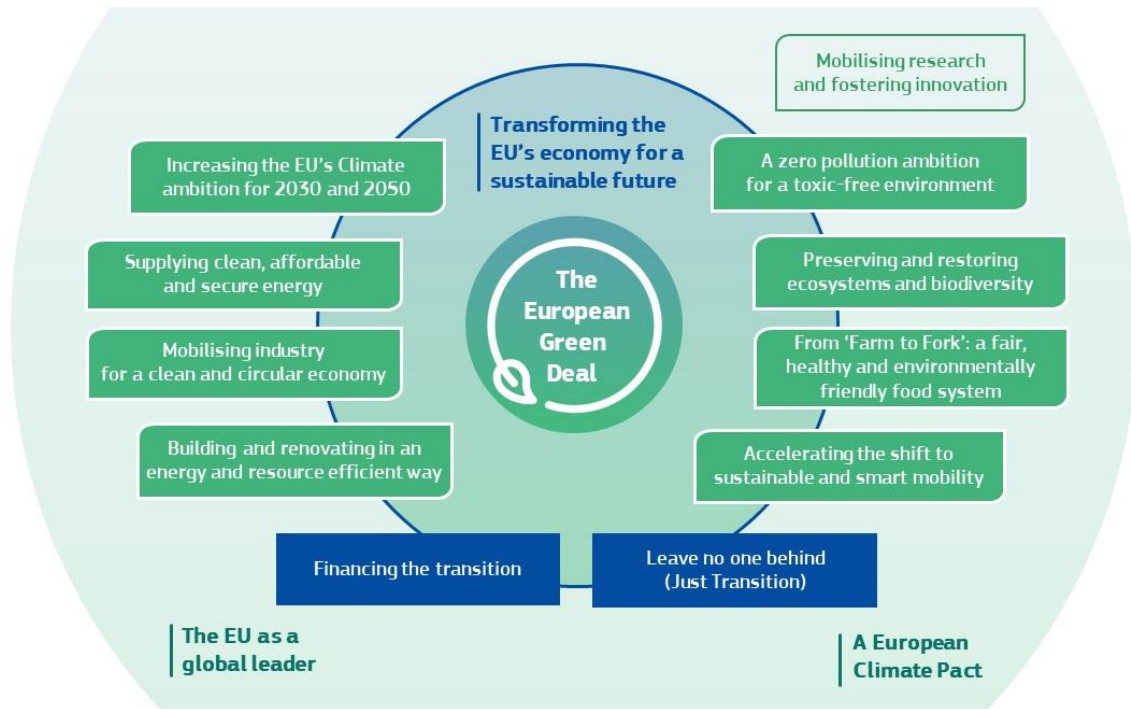 Mobilising research
and fostering innovation
Transforming the
EU's economy for a
sustainable future
Increasing the EU's Climate
ambition for 2030 and 2050
A zero pollution ambition
for a toxic-free environment
Supplying clean, affordable
and secure energy
Preserving and restoring
ecosystems and biodiversity
The
European
Green
Deal
Mobilising industry
for a clean and circular economy
From ‘Farm to Fork’: a fair,
healthy and environmentally
friendly food system
Building and renovating in an
energy and resource efficient way
Accelerating the shift to
sustainable and smart mobility
Financing the transition
Leave no one behind
(Just Transition)
The EU as a
global leader
A European
Climate Pact